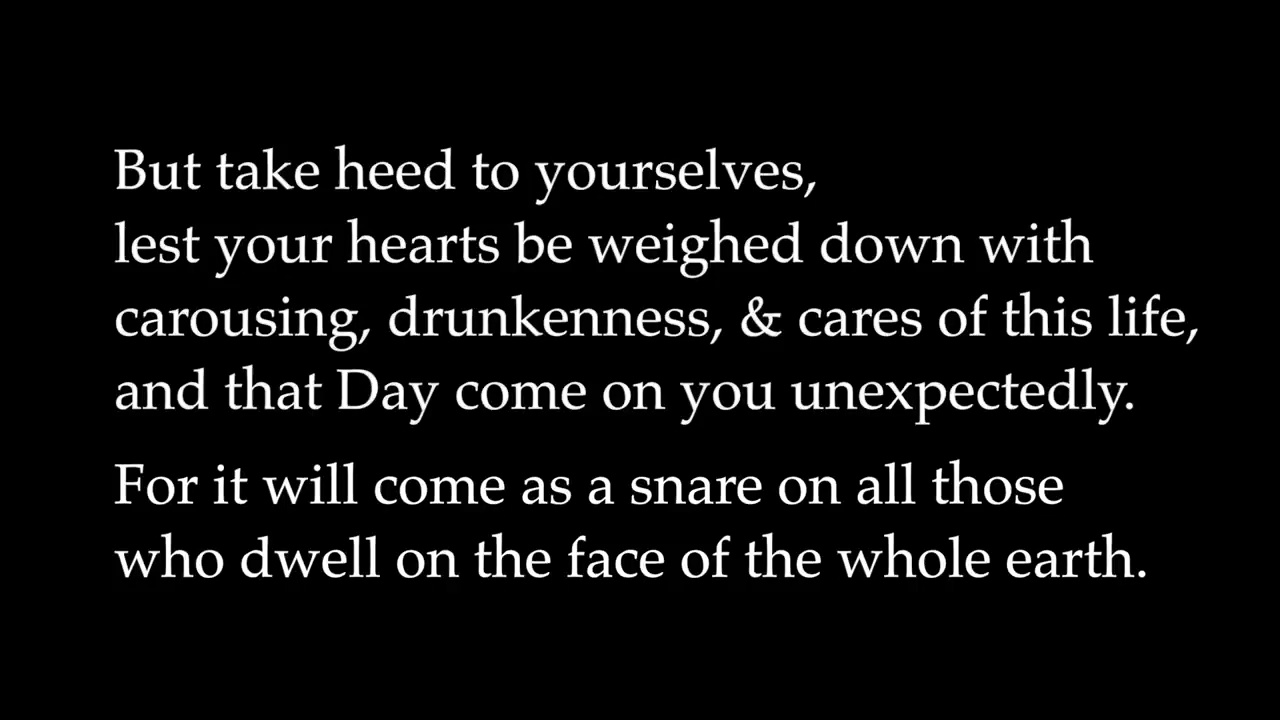 But take heed to yourselves,
lest your hearts be weighed down with
carousing, drunkenness, & cares of this life,
and that Day come on you unexpectedly.
For it will come as a snare on all those
who dwell on the face of the whole earth.